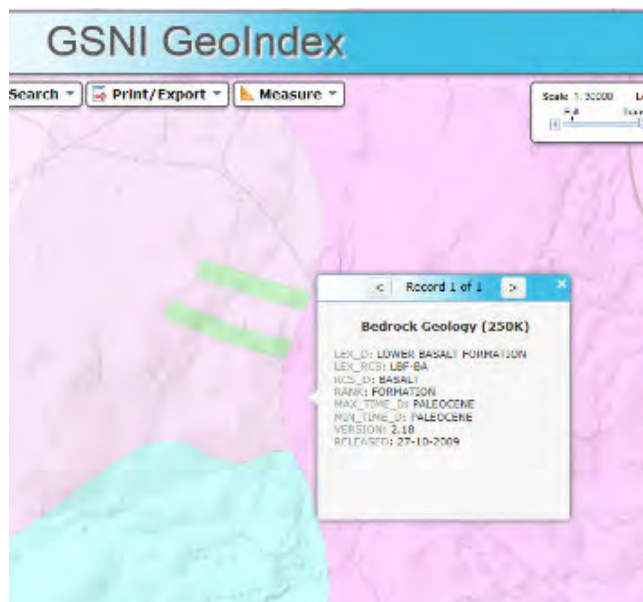 GSNI GeoIndex
Search
Print/Export
Measure
Scale 1: 30000
< Record 1 of 1 > ×
Bedrock Geology (250K)
LEX_D: LOWER BASALT FORMATION
LEX_RCS: LBF-BA
RCS_D: BASALT
RANK: FORMATION
MAX_TIME_D: PALEOCENE
MIN_TIME_D: PALEOCENE
VERSION: 2.18
RELEASED: 27-10-2009